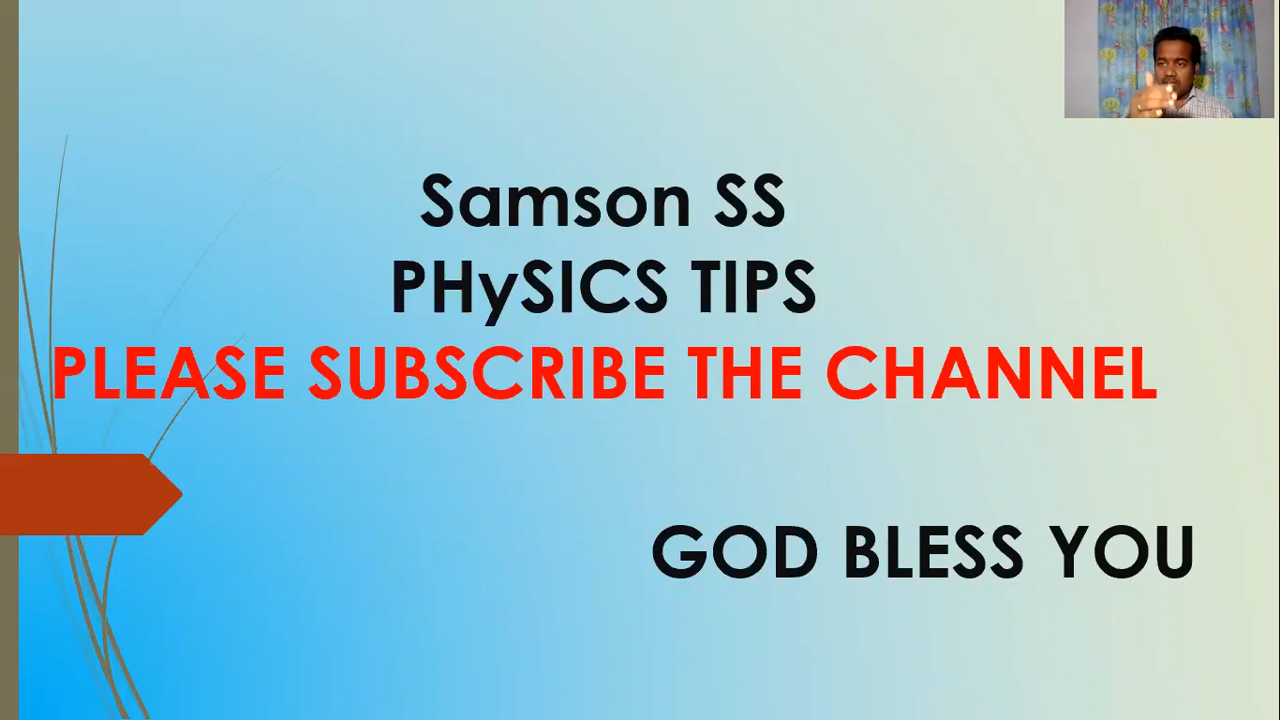 Samson SS
PHySICS TIPS
PLEASE SUBSCRIBE THE CHANNEL
GOD BLESS YOU